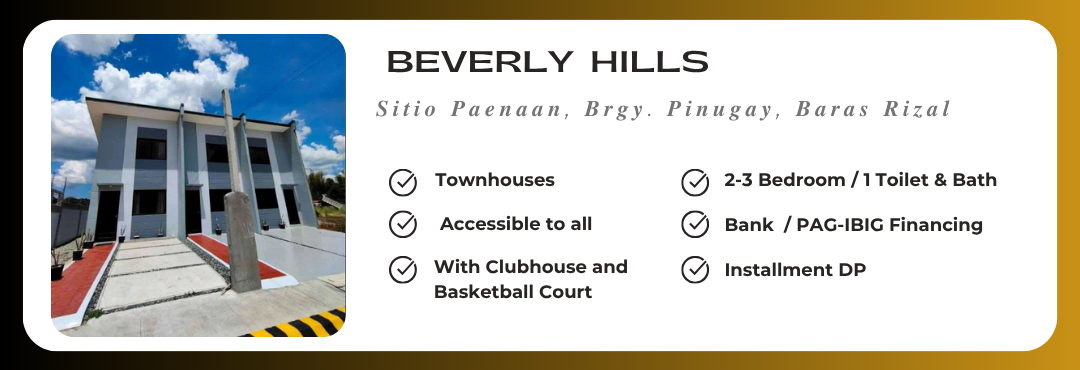 BEVERLY HILLS
Sitio Paenaan, Brgy. Pinugay, Baras Rizal
Townhouses
Accessible to all
With Clubhouse and
Basketball Court
2-3 Bedroom / 1 Toilet & Bath
Bank / PAG-IBIG Financing
Installment DP